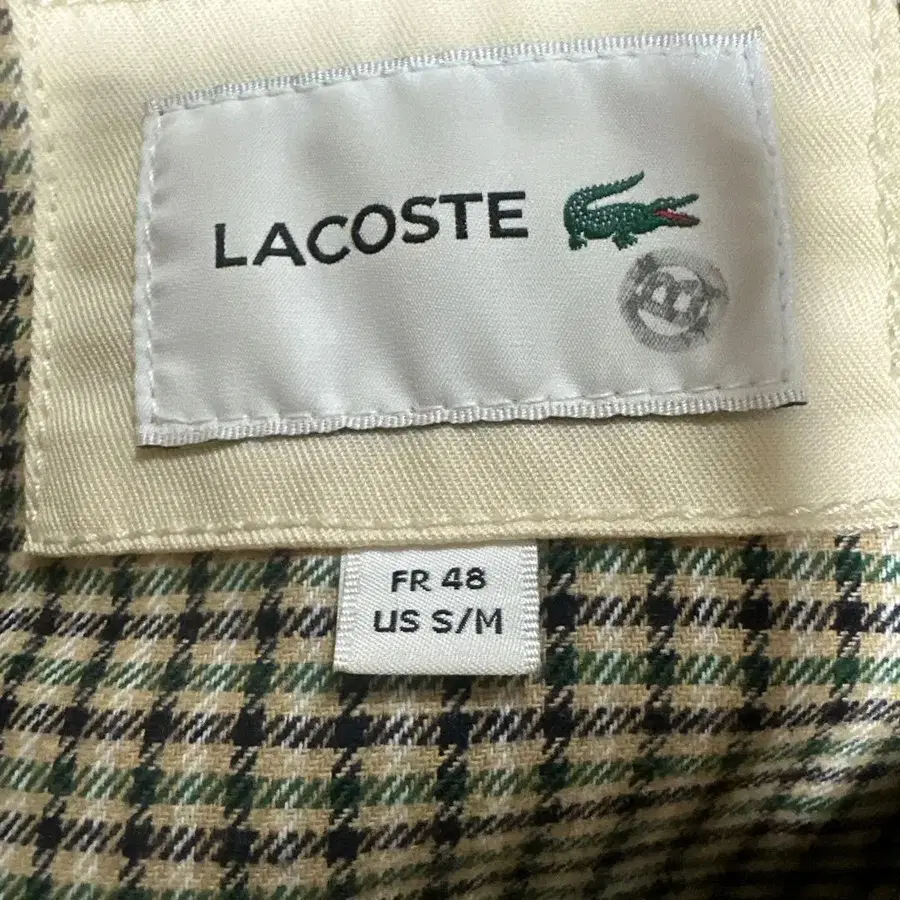 LACOSTE
FR 48
US S/M